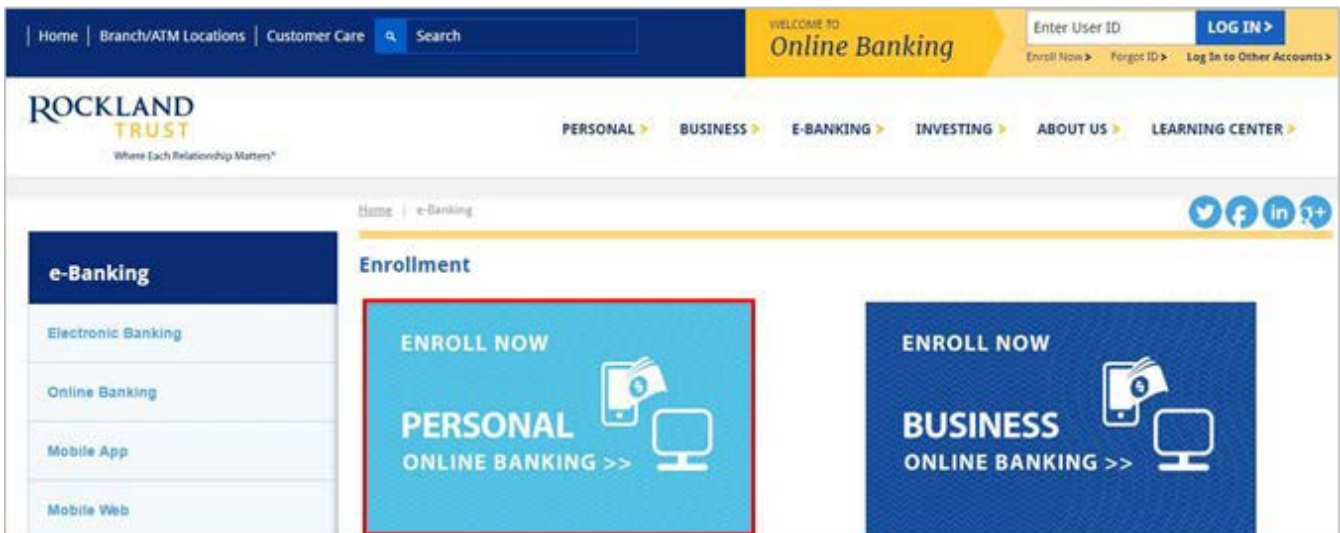 Home | Branch/ATM Locations | Customer Care Search
WELCOME TO
Online Banking
Enter User ID LOG IN >
Enroll Now > Forgot ID > Log In to Other Accounts >
ROCKLAND
TRUST
Where Each Relationship Matters®
PERSONAL > BUSINESS > E-BANKING > INVESTING > ABOUT US > LEARNING CENTER >
Home | e-Banking
e-Banking
Electronic Banking
Online Banking
Mobile App
Mobile Web
Enrollment
ENROLL NOW
PERSONAL
ONLINE BANKING >>
ENROLL NOW
BUSINESS
ONLINE BANKING >>